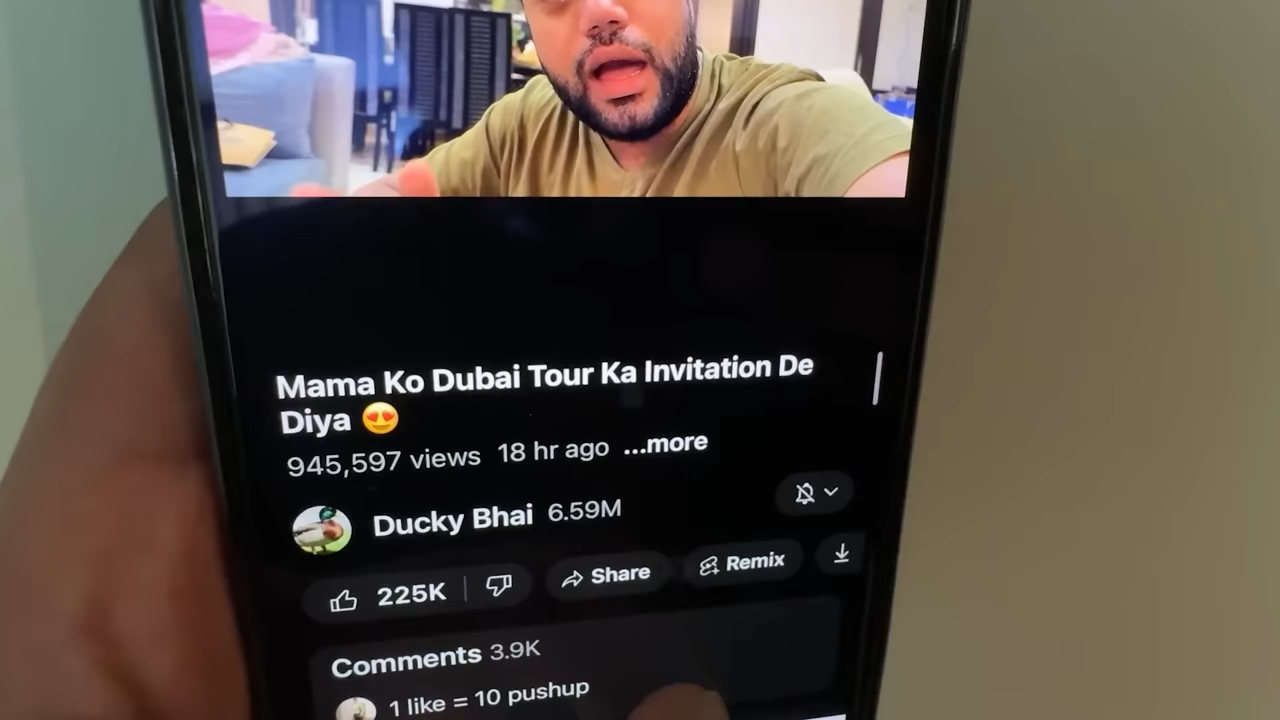 Mama Ko Dubai Tour Ka Invitation De
Diya 😍
945,597 views 18 hr ago ...more
Ducky Bhai 6.59M
225K Share Remix
Comments 3.9K
1 like = 10 pushup